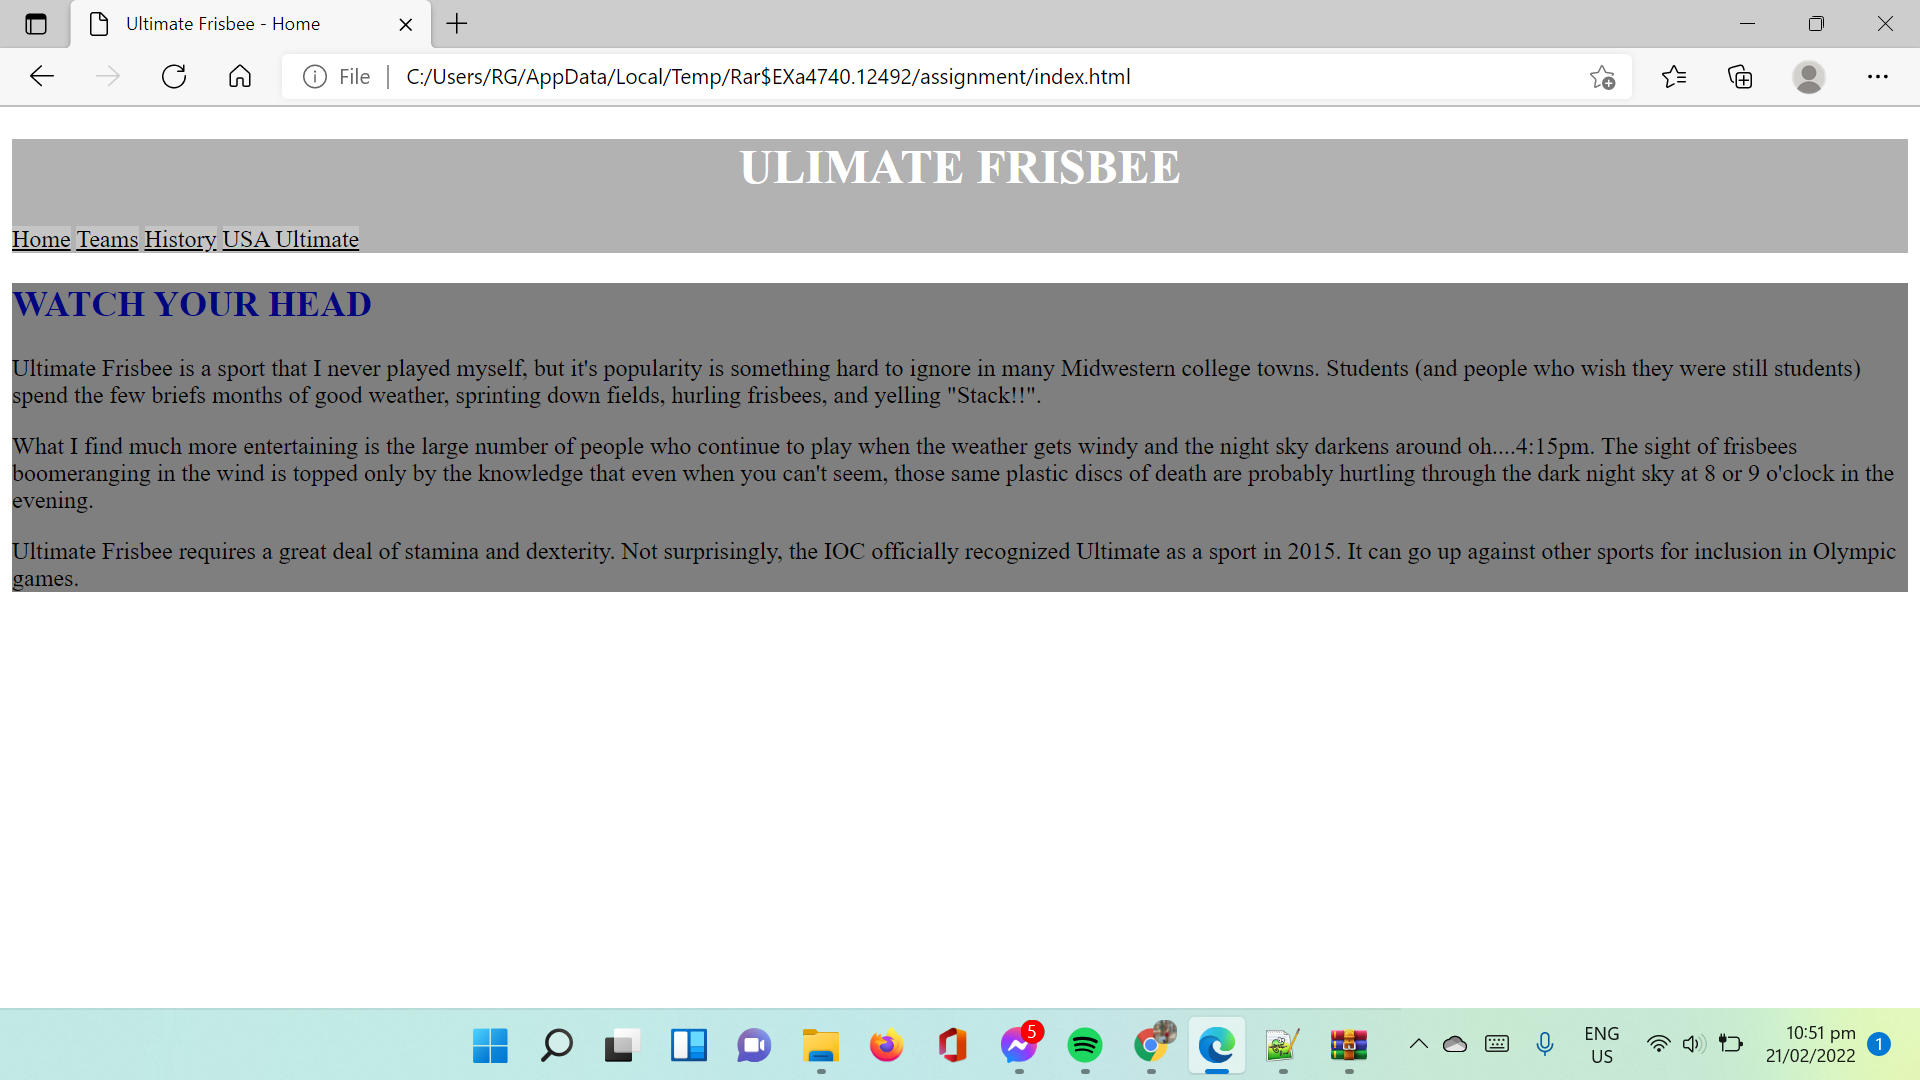 Ultimate Frisbee - Home
File
C:/Users/RG/AppData/Local/Temp/Rar$EXa4740.12492/assignment/index.html
ULIMATE FRISBEE
Home Teams History USA Ultimate
WATCH YOUR HEAD
Ultimate Frisbee is a sport that I never played myself, but it's popularity is something hard to ignore in many Midwestern college towns. Students (and people who wish they were still students)
spend the few briefs months of good weather, sprinting down fields, hurling frisbees, and yelling "Stack!!".
What I find much more entertaining is the large number of people who continue to play when the weather gets windy and the night sky darkens around oh....4:15pm. The sight of frisbees
boomeranging in the wind is topped only by the knowledge that even when you can't seem, those same plastic discs of death are probably hurtling through the dark night sky at 8 or 9 o'clock in the
evening.
Ultimate Frisbee requires a great deal of stamina and dexterity. Not surprisingly, the IOC officially recognized Ultimate as a sport in 2015. It can go up against other sports for inclusion in Olympic
games.
5
ENG
US
10:51 pm
21/02/2022
1